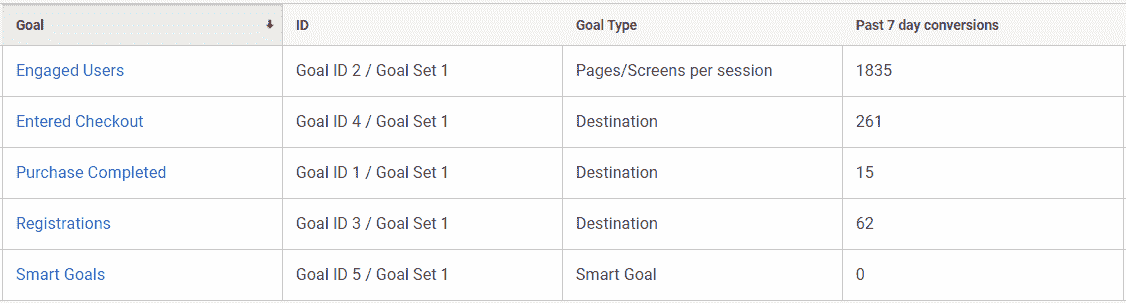 Goal ID Goal Type Past 7 day conversions
Engaged Users Goal ID 2 / Goal Set 1 Pages/Screens per session 1835
Entered Checkout Goal ID 4 / Goal Set 1 Destination 261
Purchase Completed Goal ID 1 / Goal Set 1 Destination 15
Registrations Goal ID 3 / Goal Set 1 Destination 62
Smart Goals Goal ID 5 / Goal Set 1 Smart Goal 0